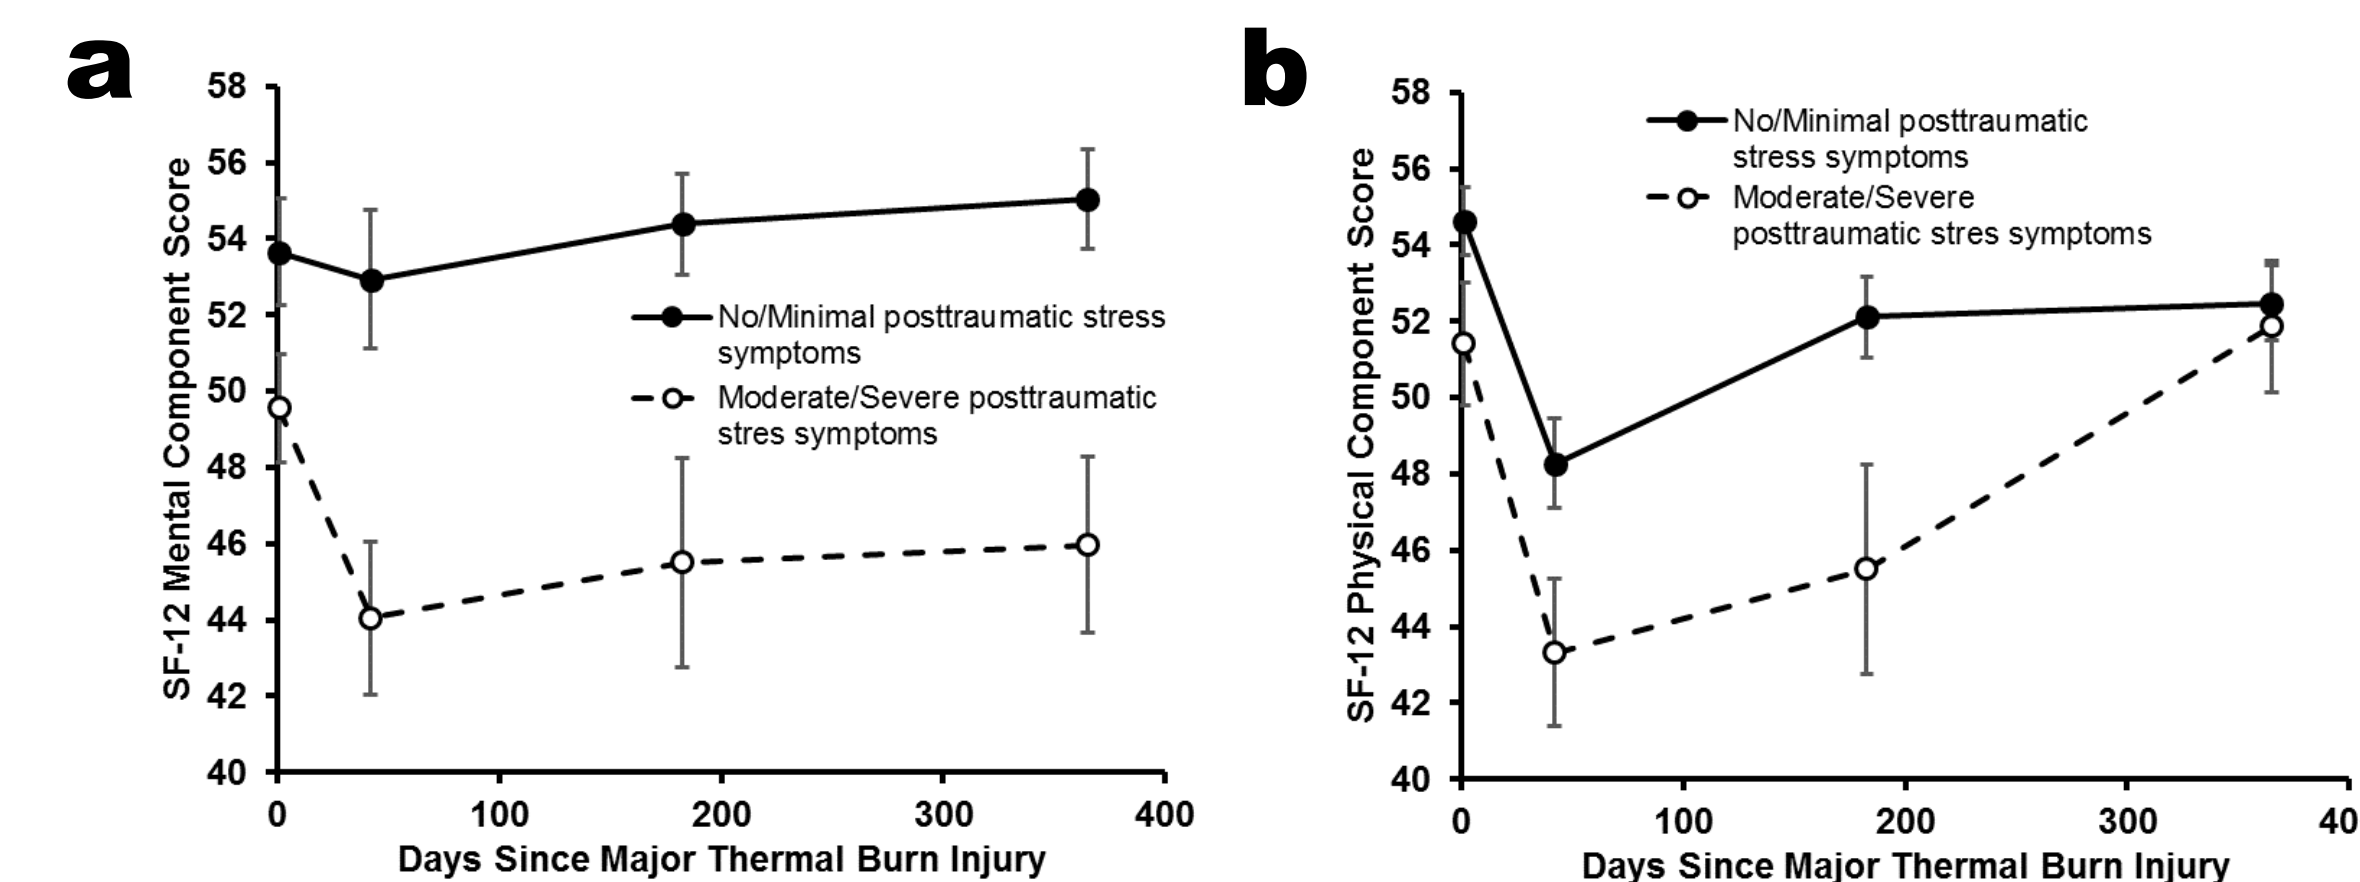 a
58
56
54
52
50
48
46
44
42
40
0 100 200 300 400
SF-12 Mental Component Score
Days Since Major Thermal Burn Injury
No/Minimal posttraumatic stress
symptoms
Moderate/Severe posttraumatic
stres symptoms
b
58
56
54
52
50
48
46
44
42
40
0 100 200 300 40
SF-12 Physical Component Score
Days Since Major Thermal Burn Injury
No/Minimal posttraumatic
stress symptoms
Moderate/Severe
posttraumatic stres symptoms